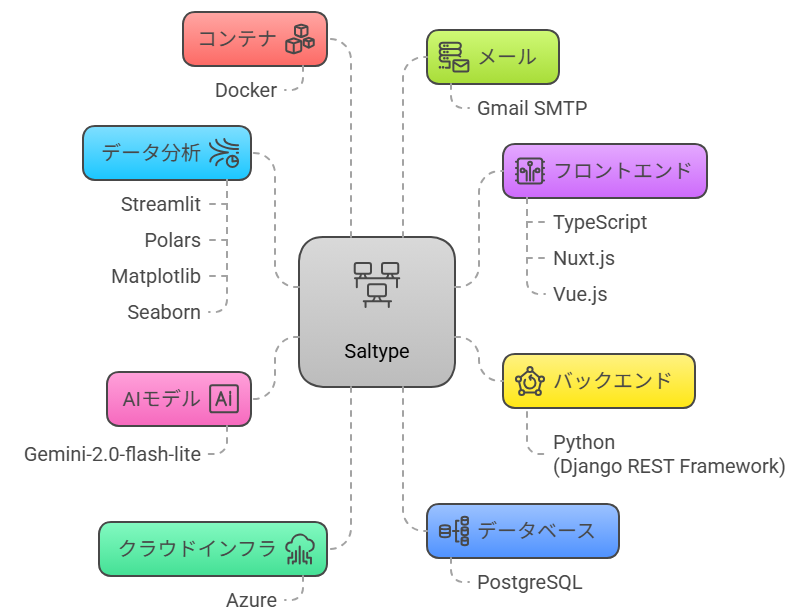 コンテナ
Docker
メール
Gmail SMTP
データ分析
Streamlit
Polars
Matplotlib
Seaborn
フロントエンド
TypeScript
Nuxt.js
Vue.js
Saltype
AIモデル
Ai
Gemini-2.0-flash-lite
バックエンド
Python
(Django REST Framework)
クラウドインフラ
Azure
データベース
PostgreSQL